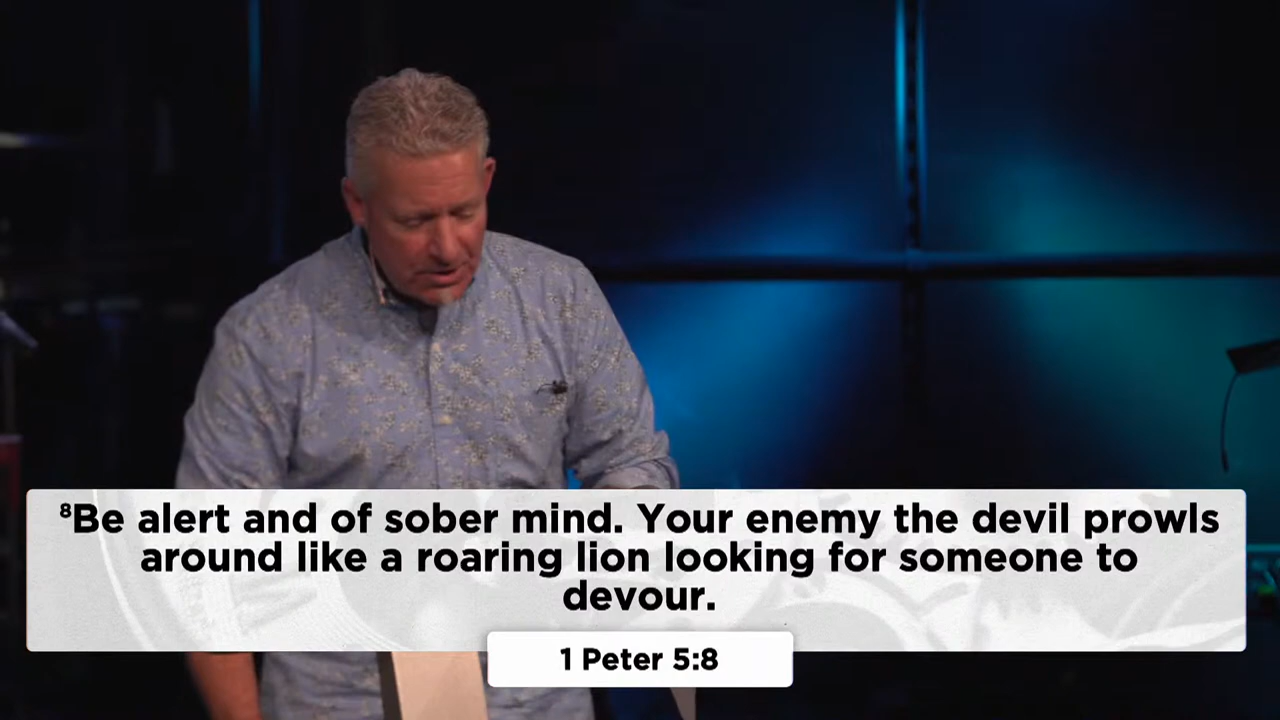 ⁸Be alert and of sober mind. Your enemy the devil prowls
around like a roaring lion looking for someone to
devour.
1 Peter 5:8